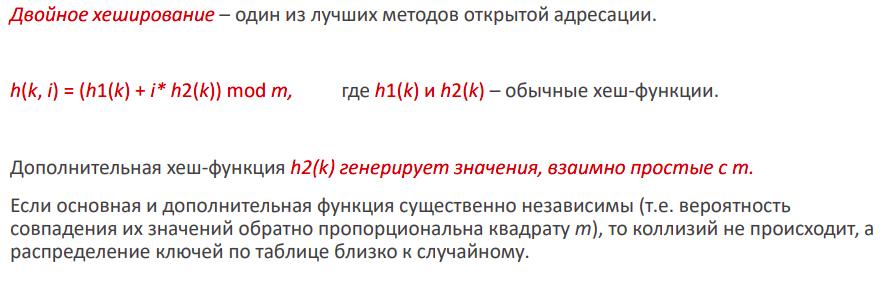 Двойное хеширование – один из лучших методов открытой адресации.
h(k, i) = (h1(k) + i* h2(k)) mod m, где h1(k) и h2(k) – обычные хеш-функции.
Дополнительная хеш-функция h2(k) генерирует значения, взаимно простые с m.
Если основная и дополнительная функция существенно независимы (т.е. вероятность
совпадения их значений обратно пропорциональна квадрату m), то коллизий не происходит, а
распределение ключей по таблице близко к случайному.